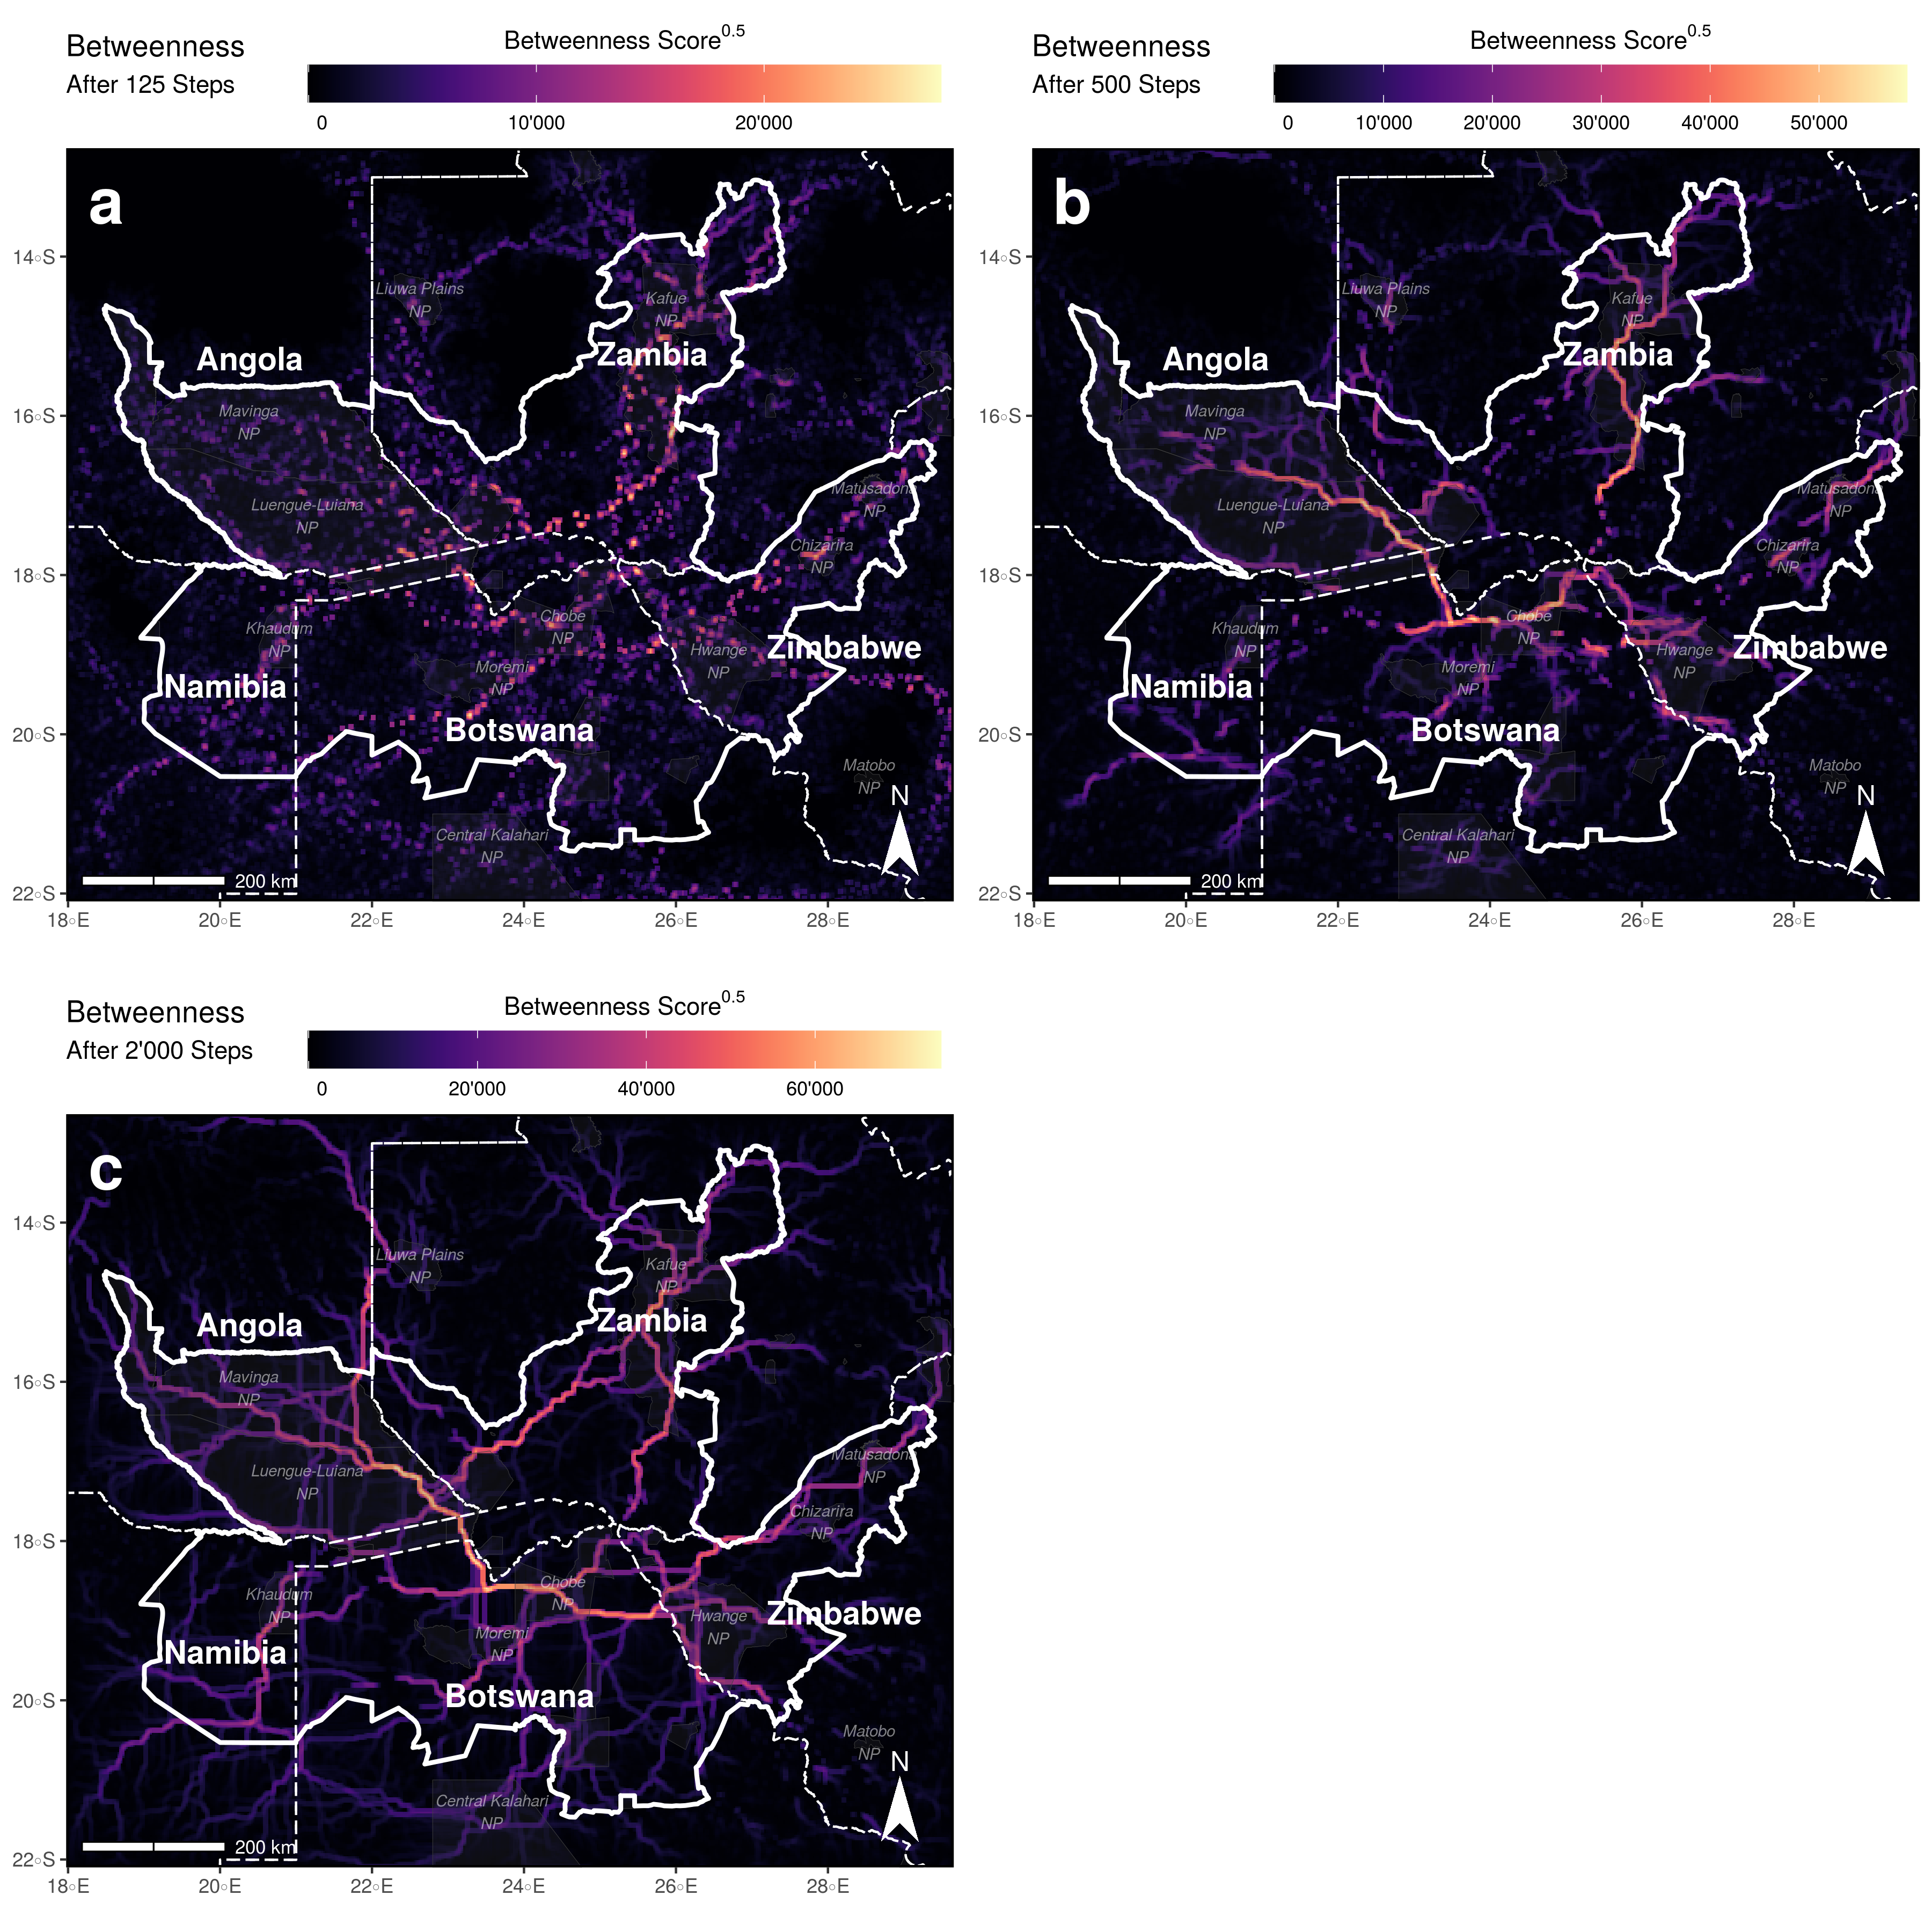 Betweenness
After 125 Steps
Betweenness Score0.5
0 10'000 20'000
a
14°S
16°S
18°S
20°S
22°S
18°E 20°E 22°E 24°E 26°E 28°E
Liuwa Plains
NP
Kafue
NP
Zambia
Angola
Mavinga
NP
Luengue-Luiana
NP
Matusadona
NP
Chizarira
NP
Chobe
NP
Khaudum
NP
Hwange
NP
Zimbabwe
Moremi
NP
Namibia
Botswana
Matobo
NP
Central Kalahari
NP
N
200 km
Betweenness
After 500 Steps
Betweenness Score0.5
0 10'000 20'000 30'000 40'000 50'000
b
14°S
16°S
18°S
20°S
22°S
18°E 20°E 22°E 24°E 26°E 28°E
Liuwa Plains
NP
Kafue
NP
Zambia
Angola
Mavinga
NP
Luengue-Luiana
NP
Matusadona
NP
Chizarira
NP
Chobe
NP
Khaudum
NP
Hwange
NP
Zimbabwe
Moremi
NP
Namibia
Botswana
Matobo
NP
Central Kalahari
NP
N
200 km
Betweenness
After 2'000 Steps
Betweenness Score0.5
0 20'000 40'000 60'000
c
14°S
16°S
18°S
20°S
22°S
18°E 20°E 22°E 24°E 26°E 28°E
Liuwa Plains
NP
Kafue
NP
Zambia
Angola
Mavinga
NP
Luengue-Luiana
NP
Matusadona
NP
Chizarira
NP
Chobe
NP
Khaudum
NP
Hwange
NP
Zimbabwe
Moremi
NP
Namibia
Botswana
Matobo
NP
Central Kalahari
NP
N
200 km